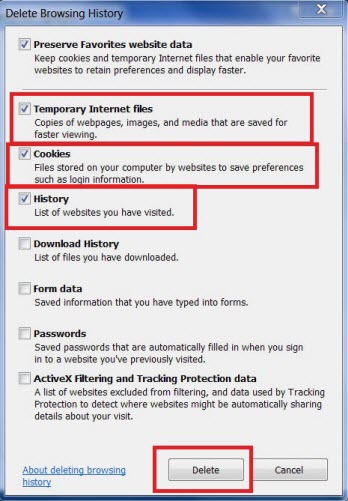 Delete Browsing History
X
Preserve Favorites website data
Keep cookies and temporary Internet files that enable your favorite
websites to retain preferences and display faster.
Temporary Internet files
Copies of webpages, images, and media that are saved for
faster viewing.
Cookies
Files stored on your computer by websites to save preferences
such as login information.
History
List of websites you have visited.
Download History
List of files you have downloaded.
Form data
Saved information that you have typed into forms.
Passwords
Saved passwords that are automatically filled in when you sign
in to a website you've previously visited.
ActiveX Filtering and Tracking Protection data
A list of websites excluded from filtering, and data used by Tracking
Protection to detect where websites might be automatically sharing
details about your visit.
About deleting browsing
history
Delete
Cancel